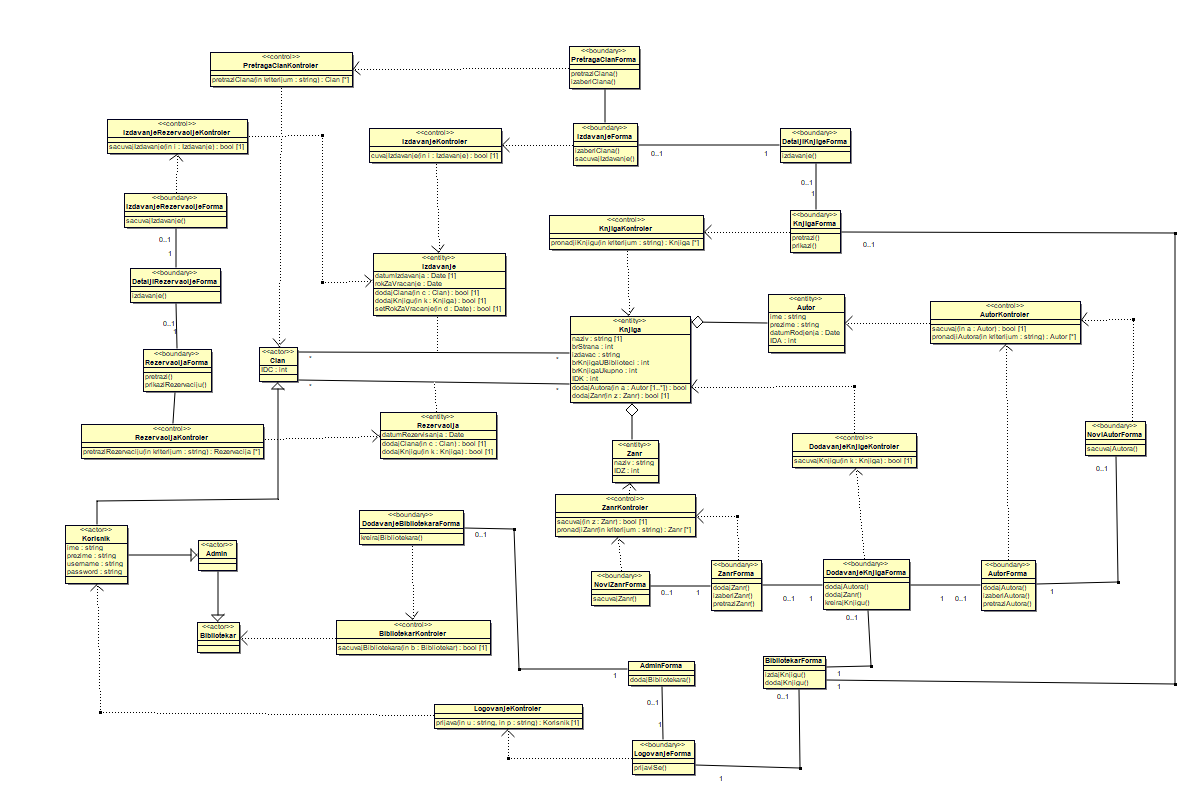 <<control>>
PretragaClanKontroler
pretraziClana(in kriterijum : string) : Clan [*]
<<boundary>>
PretragaClanForma
pretraziClana()
izaberiClana()
<<control>>
IzdavanjeRezervacijeKontroler
sacuvajIzdavanje(in i : Izdavanje) : bool [1]
<<control>>
IzdavanjeKontroler
cuvajIzdavanje(in i : Izdavanje) : bool [1]
<<boundary>>
IzdavanjeForma
izaberiClana()
sacuvajIzdavanje()
0..1
1
<<boundary>>
DetaljiKnjigeForma
izdavanje()
0..1
1
<<boundary>>
IzdavanjeRezervacijeForma
sacuvajIzdavanje()
0..1
1
<<control>>
KnjigaKontroler
pronadjiKnjigu(in kriterijum : string) : Knjiga [*]
<<boundary>>
KnjigaForma
pretrazi()
prikazi()
0..1
<<boundary>>
DetaljiRezervacijeForma
izdavanje()
0..1
1
<<entity>>
Izdavanje
datumIzdavanja : Date [1]
rokZaVracanje : Date
dodajClana(in c : Clan) : bool [1]
dodajKnjigu(in k : Knjiga) : bool [1]
setRokZaVracanje(in d : Date) : bool [1]
<<entity>>
Knjiga
naziv : string [1]
brStrana : int
izdavac : string
brKnjigaUBiblioteci : int
brKnjigaUkupno : int
IDK : int
dodajAutora(in a : Autor [1..*]) : bool
dodajZanr(in z : Zanr) : bool [1]
<<entity>>
Autor
ime : string
prezime : string
datumRodjenja : Date
IDA : int
<<control>>
AutorKontroler
sacuva(in a : Autor) : bool [1]
pronadjiAutora(in kriterijum : string) : Autor [*]
<<boundary>>
RezervacijaForma
pretrazi()
prikaziRezervaciju()
<<actor>>
Clan
IDC : int
*
*
*
*
<<control>>
RezervacijaKontroler
pretraziRezervaciju(in kriterijum : string) : Rezervacija [*]
<<entity>>
Rezervacija
datumRezervisanja : Date
dodajClana(in c : Clan) : bool [1]
dodajKnjigu(in k : Knjiga) : bool [1]
<<entity>>
Zanr
naziv : string
IDZ : int
<<control>>
DodavanjeKnjigeKontroler
sacuvajKnjigu(in k : Knjiga) : bool [1]
<<boundary>>
NoviAutorForma
sacuvajAutora()
0..1
<<control>>
ZanrKontroler
sacuvaj(in z : Zanr) : bool [1]
pronadjiZanr(in kriterijum : string) : Zanr [*]
<<actor>>
Korisnik
ime : string
prezime : string
username : string
password : string
<<actor>>
Admin
<<boundary>>
DodavanjeBibliotekaraForma
kreirajBibliotekara()
0..1
<<boundary>>
NoviZanrForma
sacuvajZanr()
0..1
1
<<boundary>>
ZanrForma
dodajZanr()
izaberiZanr()
pretraziZanr()
0..1
1
<<boundary>>
DodavanjeKnjigaForma
dodajAutora()
dodajZanr()
kreirajKnjigu()
1
0..1
<<boundary>>
AutorForma
dodajAutora()
izaberiAutora()
pretraziAutora()
1
0..1
<<actor>>
Bibliotekar
<<control>>
BibliotekarKontroler
sacuvajBibliotekara(in b : Bibliotekar) : bool [1]
1
AdminForma
dodajBibliotekara()
0..1
1
<<boundary>>
BibliotekarForma
izdajKnjigu()
dodajKnjigu()
1
1
0..1
<<control>>
LogovanjeKontroler
prijava(in u : string, in p : string) : Korisnik [1]
<<boundary>>
LogovanjeForma
prijaviSe()
1